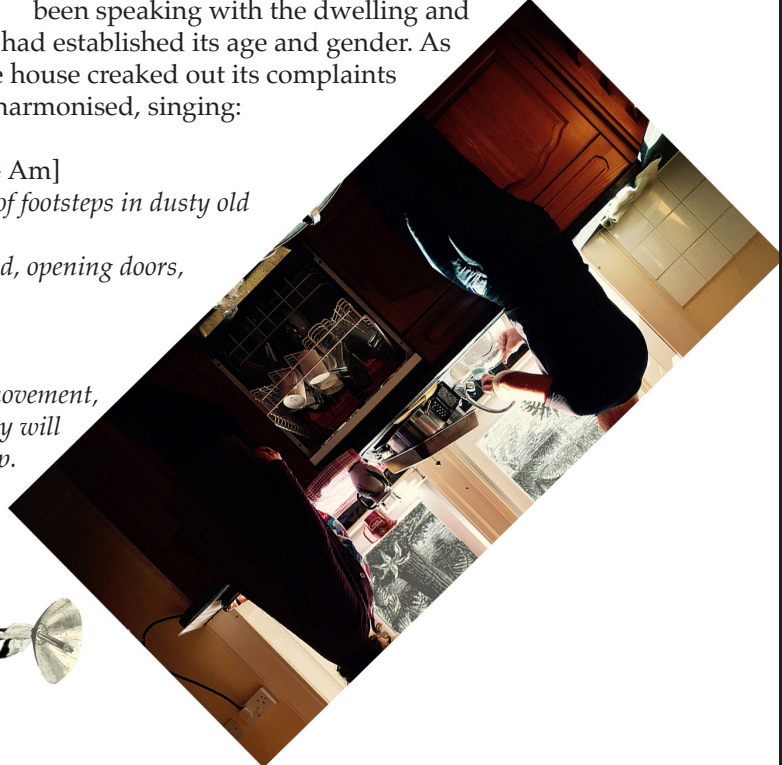 been speaking with the dwelling and
had established its age and gender. As
house creaked out its complaints
harmonised, singing:
Am]
of footsteps in dusty old
opening doors,
movement,
will